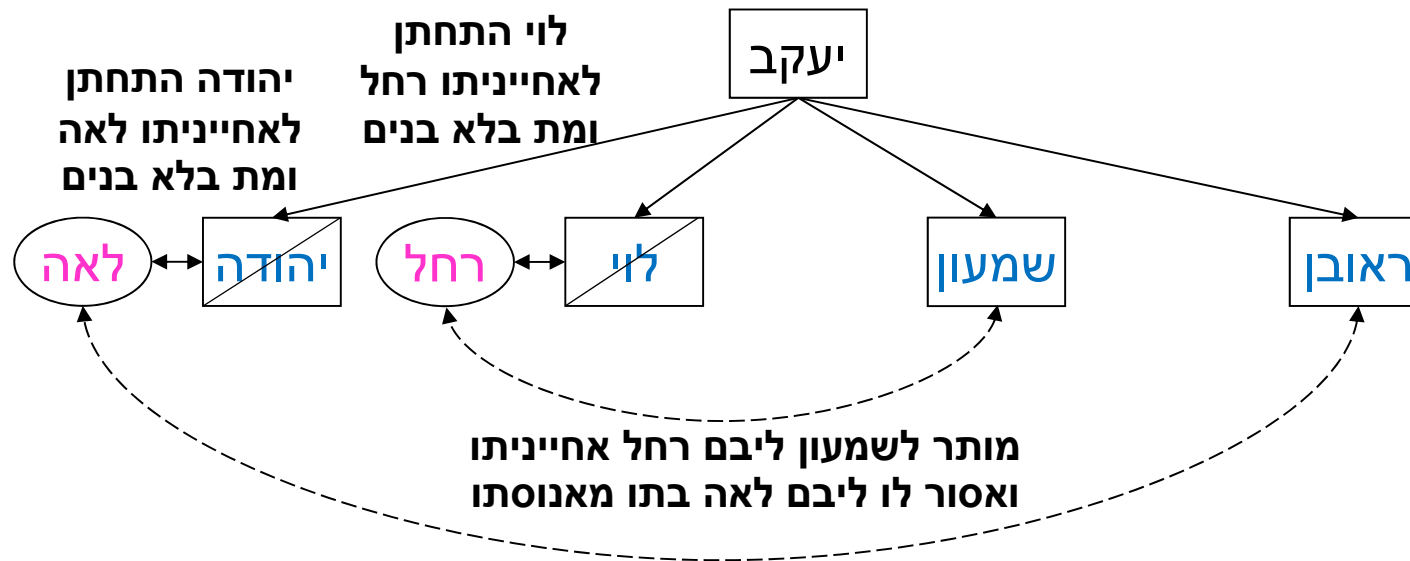 יעקב
לוי התחתן
לאחייניתו רחל
ומת בלא בנים
יהודה התחתן
לאחייניתו לאה
ומת בלא בנים
ראובן
שמעון
לוי
רחל
יהודה
לאה
מותר לשמעון ליבם רחל אחייניתו
ואסור לו ליבם לאה בתו מאנוסתו